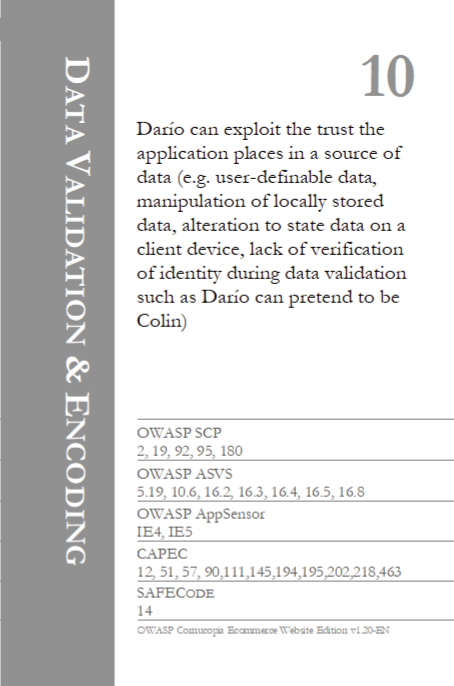 DATA VALIDATION & ENCODING
10
Darío can exploit the trust the
application places in a source of
data (e.g. user-definable data,
manipulation of locally stored
data, alteration to state data on a
client device, lack of verification
of identity during data validation
such as Darío can pretend to be
Colin)
OWASP SCP
2, 19, 92, 95, 180
OWASP ASVS
5.19, 10.6, 16.2, 16.3, 16.4, 16.5, 16.8
OWASP AppSensor
IE4, IE5
CAPEC
12, 51, 57, 90,111,145,194,195,202,218,463
SAFECODE
14
OWASP Cornucopia Ecommerce Website Edition v1.20-EN